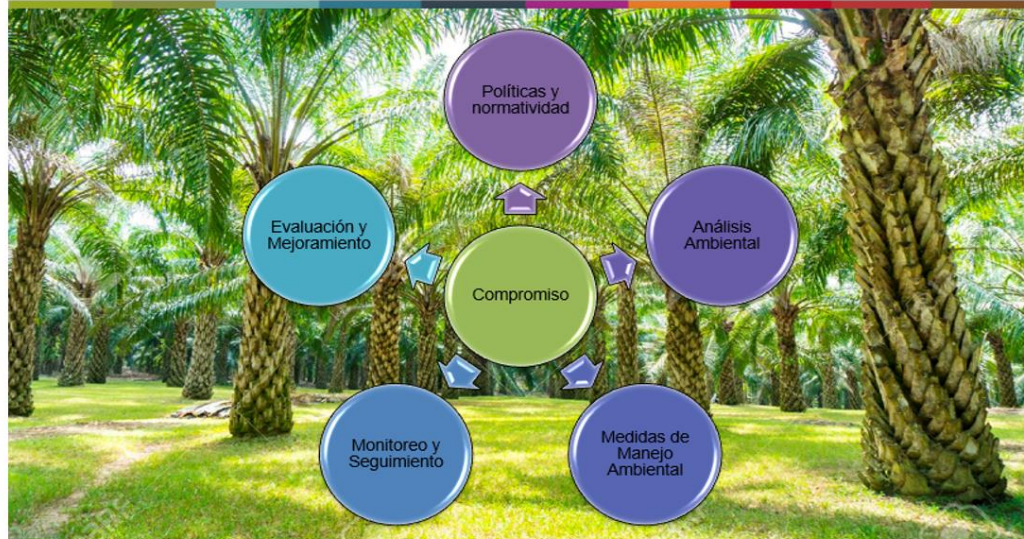 Políticas y
normatividad
Evaluación y
Mejoramiento
Análisis
Ambiental
Compromiso
Monitoreo y
Seguimiento
Medidas de
Manejo
Ambiental